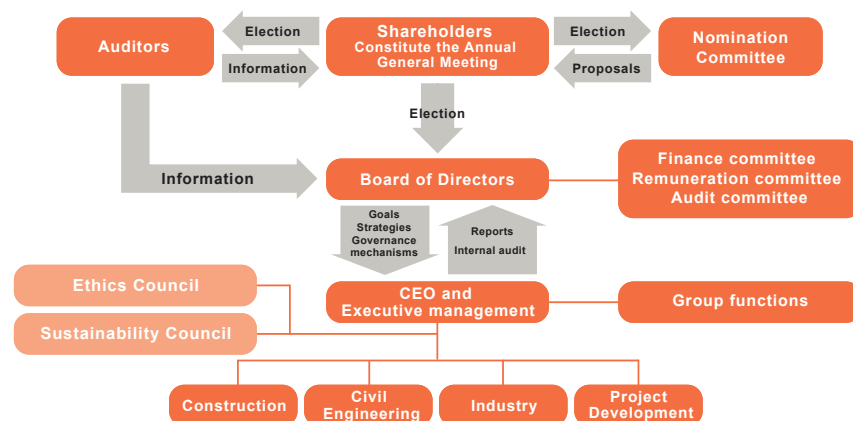 Auditors
Election
Information
Shareholders
Constitute the Annual
General Meeting
Election
Proposals
Nomination
Committee
Election
Information
Board of Directors
Finance committee
Remuneration committee
Audit committee
Goals
Strategies
Governance
mechanisms
Reports
Internal audit
Ethics Council
Sustainability Council
CEO and
Executive management
Group functions
Construction
Civil
Engineering
Industry
Project
Development